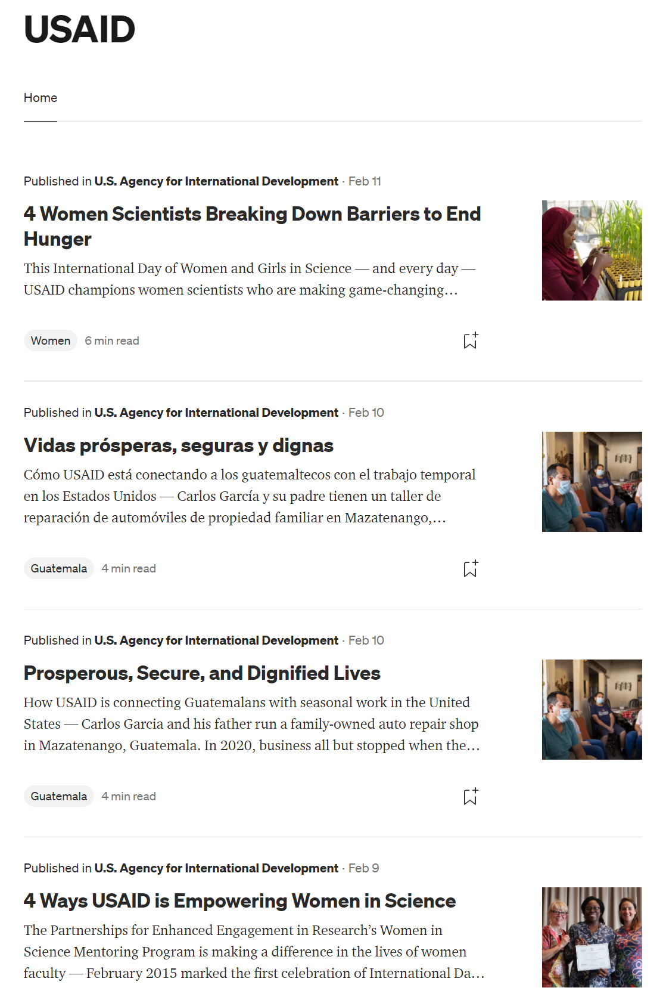 USAID
Home
Published in U.S. Agency for International Development · Feb 11
4 Women Scientists Breaking Down Barriers to End
Hunger
This International Day of Women and Girls in Science — and every day —
USAID champions women scientists who are making game-changing…
Women 6 min read
Published in U.S. Agency for International Development · Feb 10
Vidas prósperas, seguras y dignas
Cómo USAID está conectando a los guatemaltecos con el trabajo temporal
en los Estados Unidos — Carlos García y su padre tienen un taller de
reparación de automóviles de propiedad familiar en Mazatenango,…
Guatemala 4 min read
Published in U.S. Agency for International Development · Feb 10
Prosperous, Secure, and Dignified Lives
How USAID is connecting Guatemalans with seasonal work in the United
States — Carlos Garcia and his father run a family-owned auto repair shop
in Mazatenango, Guatemala. In 2020, business all but stopped when the…
Guatemala 4 min read
Published in U.S. Agency for International Development · Feb 9
4 Ways USAID is Empowering Women in Science
The Partnerships for Enhanced Engagement in Research’s Women in
Science Mentoring Program is making a difference in the lives of women
faculty — February 2015 marked the first celebration of International Da…